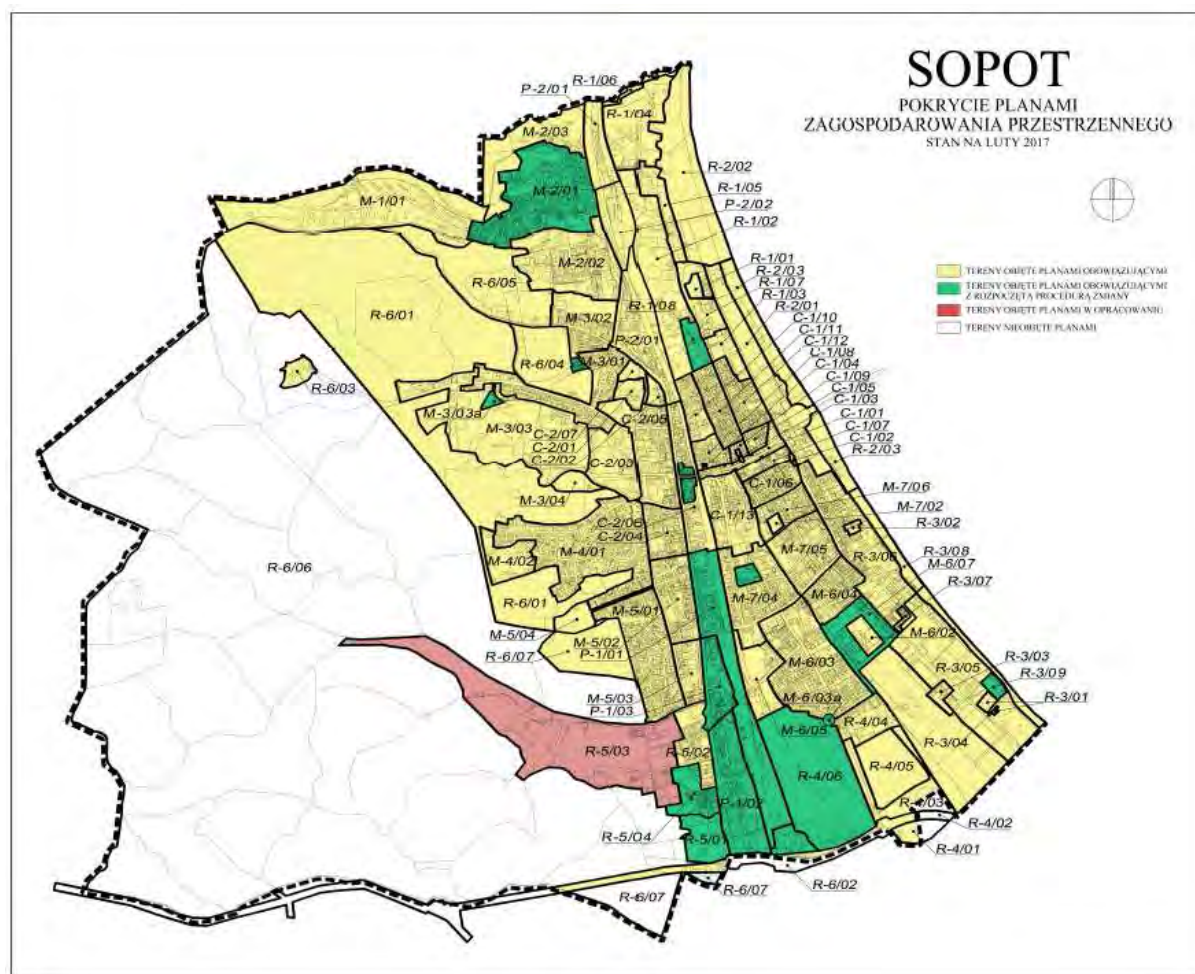 SOPOT
POKRYCIE PLANAMI
ZAGOSPODAROWANIA PRZESTRZENNEGO
STAN NA LUTY 2017
TERENY OBJĘTE PLANAMI OBOWIĄZUJĄCYMI
TERENY OBJĘTE PLANAMI OBOWIĄZUJĄCYMI
Z ROZPOCZĘTĄ PROCEDURĄ ZMIANY
TERENY OBJĘTE PLANAMI W OPRACOWANIU
TERENY NIEOBJĘTE PLANAMI
R-1/06
P-2/01
R-1/04
M-2/03
R-2/02
M-2/01
R-1/05
M-1/01
P-2/02
R-1/02
M-2/02
R-1/01
R-2/03
R-6/05
R-1/07
R-1/03
R-1/08
R-2/01
R-6/01
C-1/10
M-3/02
C-1/11
P-2/01
C-1/12
R-6/04
M-3/01
C-1/08
C-1/04
R-6/03
C-1/09
C-1/05
M-3/03a
C-2/05
C-1/03
M-3/03
C-1/01
C-2/07
C-1/07
C-2/01
C-2/03
C-1/02
C-2/02
R-2/03
C-1/06
M-7/06
M-3/04
M-7/02
C-1/13
C-2/06
R-3/02
C-2/04
M-4/01
M-7/05
R-3/06
R-3/08
M-4/02
M-6/07
R-6/06
R-3/07
M-7/04
M-6/04
R-6/01
M-5/01
M-6/02
M-5/04
M-5/02
P-1/01
R-6/07
M-6/03
R-3/05
R-3/03
R-3/09
M-5/03
M-6/03a
R-3/01
P-1/03
M-6/05
R-4/04
R-5/03
R-5/02
R-3/04
R-4/06
R-4/05
P-1/02
R-4/03
R-4/02
R-5/04
R-5/01
R-4/01
R-6/07
R-6/07
R-6/02